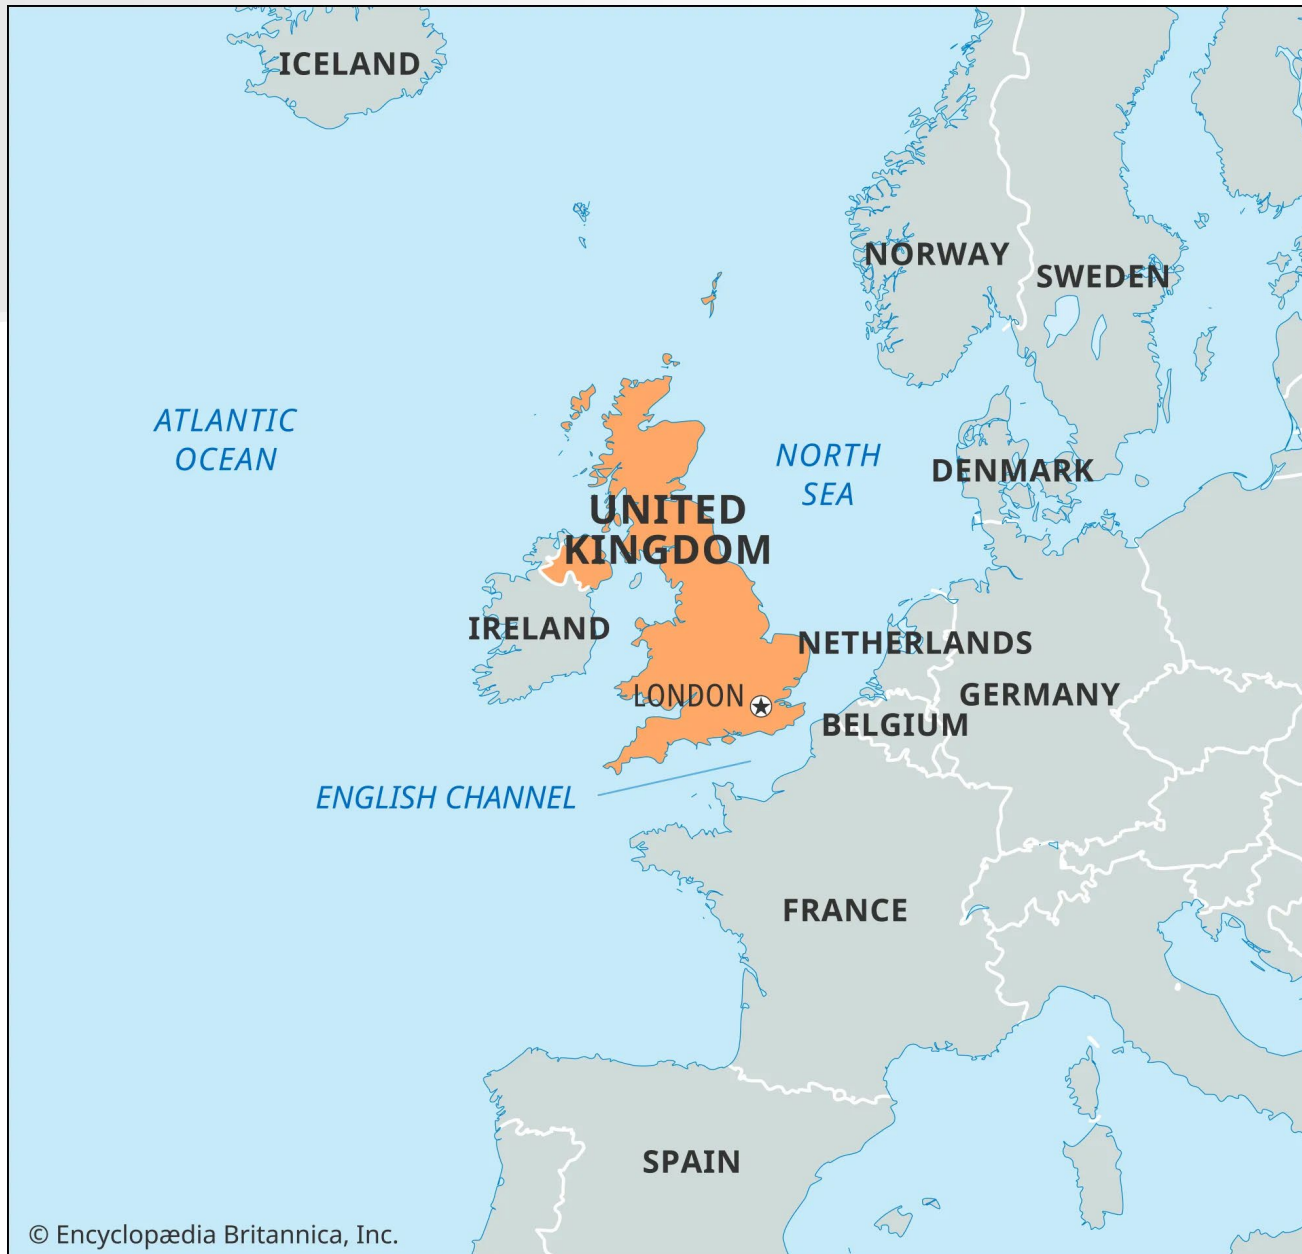 ICELAND
NORWAY
SWEDEN
ATLANTIC
OCEAN
NORTH
SEA
DENMARK
UNITED
KINGDOM
IRELAND
NETHERLANDS
LONDON
GERMANY
BELGIUM
ENGLISH CHANNEL
FRANCE
SPAIN
© Encyclopædia Britannica, Inc.